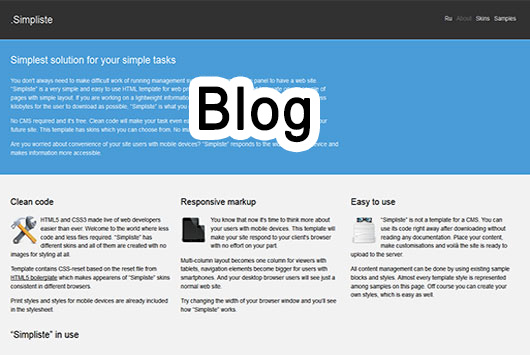 .Simpliste
Ru About Skins Samples
Simplest solution for your simple tasks
You don't always need to make difficult work of running management panel to have a web site.
"Simpliste" is a very simple and easy to use HTML template for web of
pages with simple layout. If you are working on a lightweight information
kilobytes for the user to download as possible, "Simpliste" is what you
Blog
No CMS required and it's free. Clean code will make your task even your
future site. This template has skins which you can choose from. No
Are you worried about convenience of your site users with mobile devices? "Simpliste" responds to the device and
makes information more accessible.
Clean code
HTML5 and CSS3 made live of web developers
easier than ever. Welcome to the world where less
code and less files required. "Simpliste" has
different skins and all of them are created with no
images for styling at all.
Template contains CSS-reset based on the reset file from
HTML5 boilerplate which makes appearances of "Simpliste" skins
consistent in different browsers.
Print styles and styles for mobile devices are already included
in the stylesheet.
Responsive markup
You know that now it's time to think more about
your users with mobile devices. This template will
make your site respond to your client's browser
with no effort on your part.
Multi-column layout becomes one column for viewers with
tablets, navigation elements become bigger for users with
smartphones. And your desktop browser users will see just a
normal web site.
Try changing the width of your browser window and you'll see
how "Simpliste" works.
Easy to use
"Simpliste" is not a template for a CMS. You can
use its code right away after downloading without
reading any documentation. Place your content,
make customisations and voilà the site is ready to
upload to the server.
All content management can be done by using existing sample
blocks and styles. Almost every template style is represented
among samples on this page. Off course you can create your
own styles, which is easy as well.
"Simpliste" in use